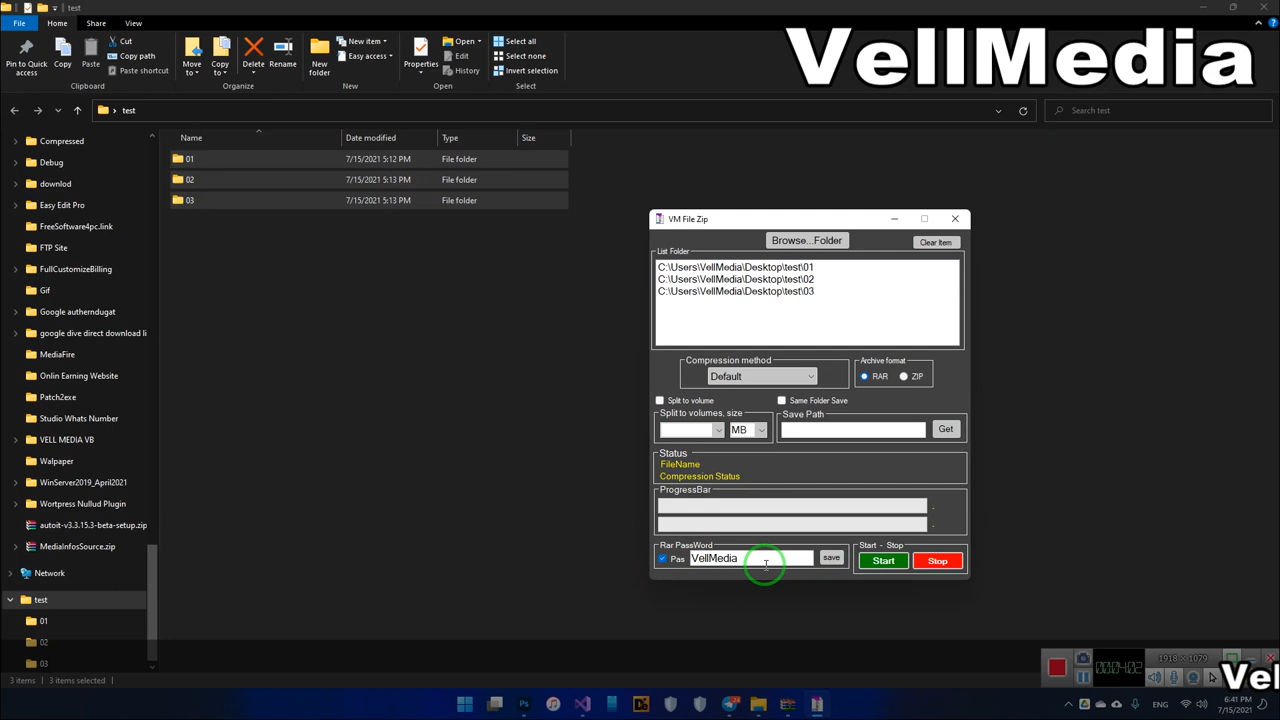 test
File
Home
Share
View
Pin to Quick access
Copy
Paste
Cut
Copy path
Paste shortcut
Clipboard
Move to
Copy to
Delete
Rename
Organize
New folder
New item
Easy access
New
Properties
Open
Edit
History
Open
Select all
Select none
Invert selection
Select
VellMedia
test
Search test
Compressed
Debug
downlod
Easy Edit Pro
FreeSoftware4pc.link
FTP Site
FullCustomizeBilling
Gif
Google autherndugat
google dive direct download li
MediaFire
Onlin Earning Website
Patch2exe
Studio Whats Number
VELL MEDIA VB
Walpaper
WinServer2019_April2021
Wortpress Nullud Plugin
autoit-v3.3.15.3-beta-setup.zip
MediaInfosSource.zip
Network
test
01
02
03
Name Date modified Type Size
01 7/15/2021 5:12 PM File folder
02 7/15/2021 5:13 PM File folder
03 7/15/2021 5:13 PM File folder
VM File Zip
Browse...Folder
Clear Item
List Folder
C:\Users\VellMedia\Desktop\test\01
C:\Users\VellMedia\Desktop\test\02
C:\Users\VellMedia\Desktop\test\03
Compression method
Default
Archive format
RAR ZIP
Split to volume
Same Folder Save
Split to volumes, size
MB
Save Path
Get
Status
FileName
Compression Status
ProgressBar
Rar PassWord
Pas VellMedia save
Start - Stop
Start Stop
3 items 3 items selected
1918 × 1079
00:04:02
Vel
ENG
6:41 PM
7/15/2021